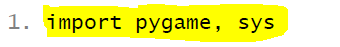 1. import pygame, sys